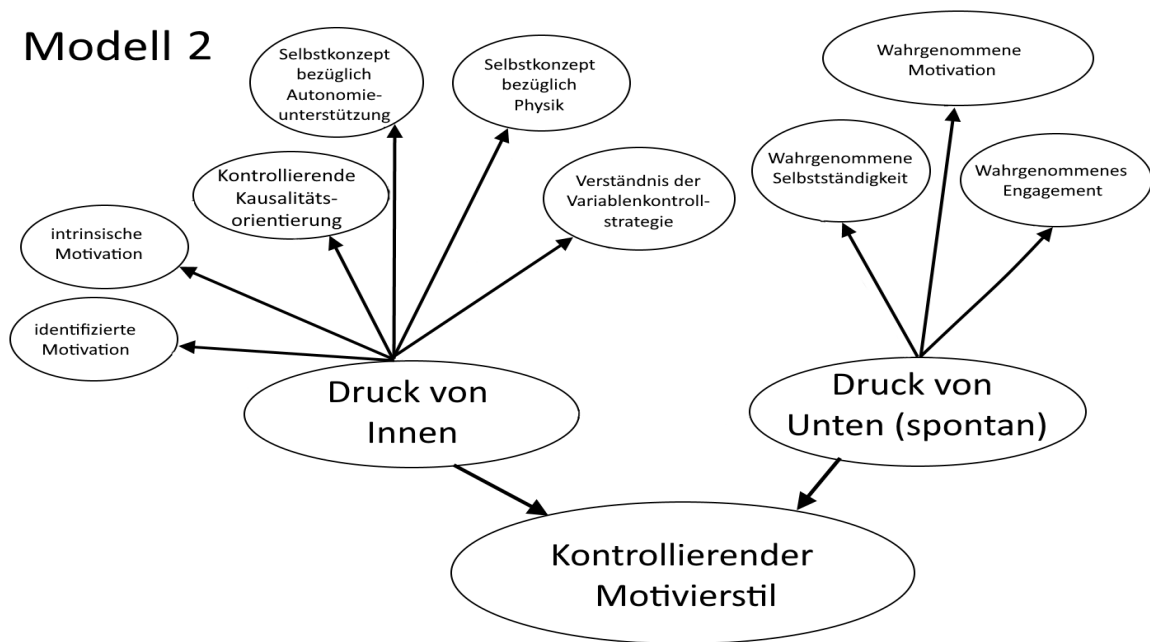 Modell 2
Selbstkonzept
bezüglich
Autonomie-
unterstützung
Selbstkonzept
bezüglich
Physik
Wahrgenommene
Motivation
Kontrollierende
Kausalitäts-
orientierung
Verständnis der
Variablenkontroll-
strategie
Wahrgenommene
Selbstständigkeit
Wahrgenommenes
Engagement
intrinsische
Motivation
identifizierte
Motivation
Druck von
Innen
Druck von
Unten (spontan)
Kontrollierender
Motivierstil